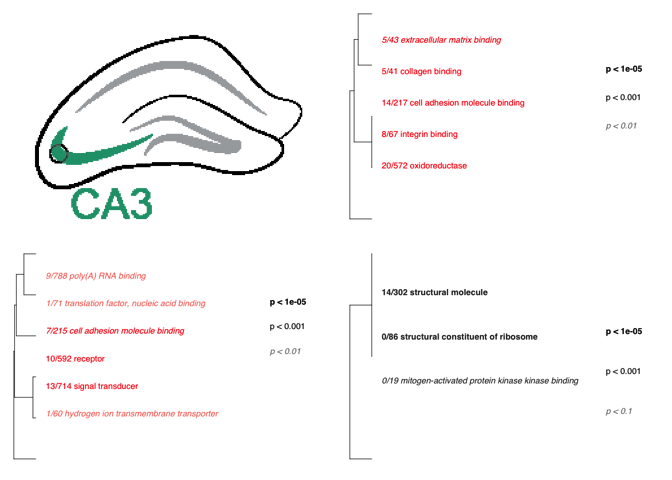 CA3
5/43 extracellular matrix binding
5/41 collagen binding
14/217 cell adhesion molecule binding
8/67 integrin binding
20/572 oxidoreductase
p < 1e-05
p < 0.001
p < 0.01
9/788 poly(A) RNA binding
1/71 translation factor, nucleic acid binding
7/215 cell adhesion molecule binding
10/592 receptor
13/714 signal transducer
1/60 hydrogen ion transmembrane transporter
p < 1e-05
p < 0.001
p < 0.01
14/302 structural molecule
0/86 structural constituent of ribosome
0/19 mitogen-activated protein kinase kinase binding
p < 1e-05
p < 0.001
p < 0.1